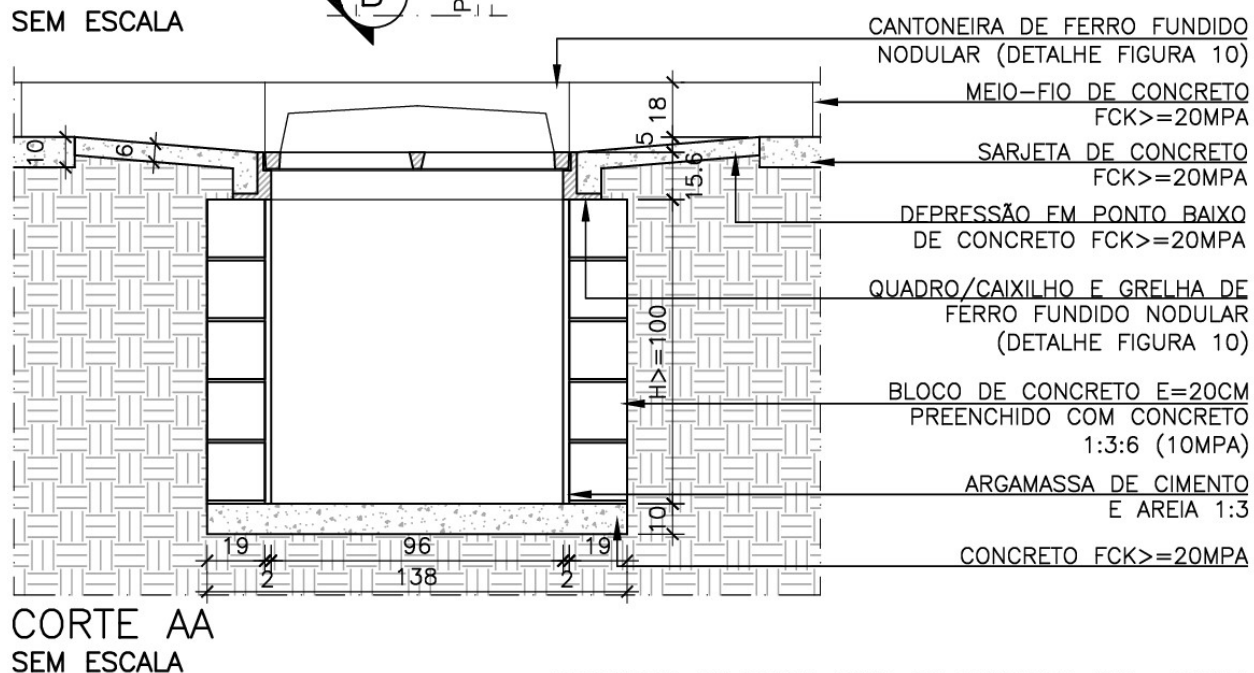 SEM ESCALA
B
P
CANTONEIRA DE FERRO FUNDIDO
NODULAR (DETALHE FIGURA 10)
MEIO-FIO DE CONCRETO
FCK>=20MPA
SARJETA DE CONCRETO
FCK>=20MPA
DEPRESSÃO EM PONTO BAIXO
DE CONCRETO FCK>=20MPA
QUADRO/CAIXILHO E GRELHA DE
FERRO FUNDIDO NODULAR
(DETALHE FIGURA 10)
BLOCO DE CONCRETO E=20CM
PREENCHIDO COM CONCRETO
1:3:6 (10MPA)
ARGAMASSA DE CIMENTO
E AREIA 1:3
CONCRETO FCK>=20MPA
10
6
18
5
15.6
H>=100
10
19
96
19
2
138
2
CORTE AA
SEM ESCALA